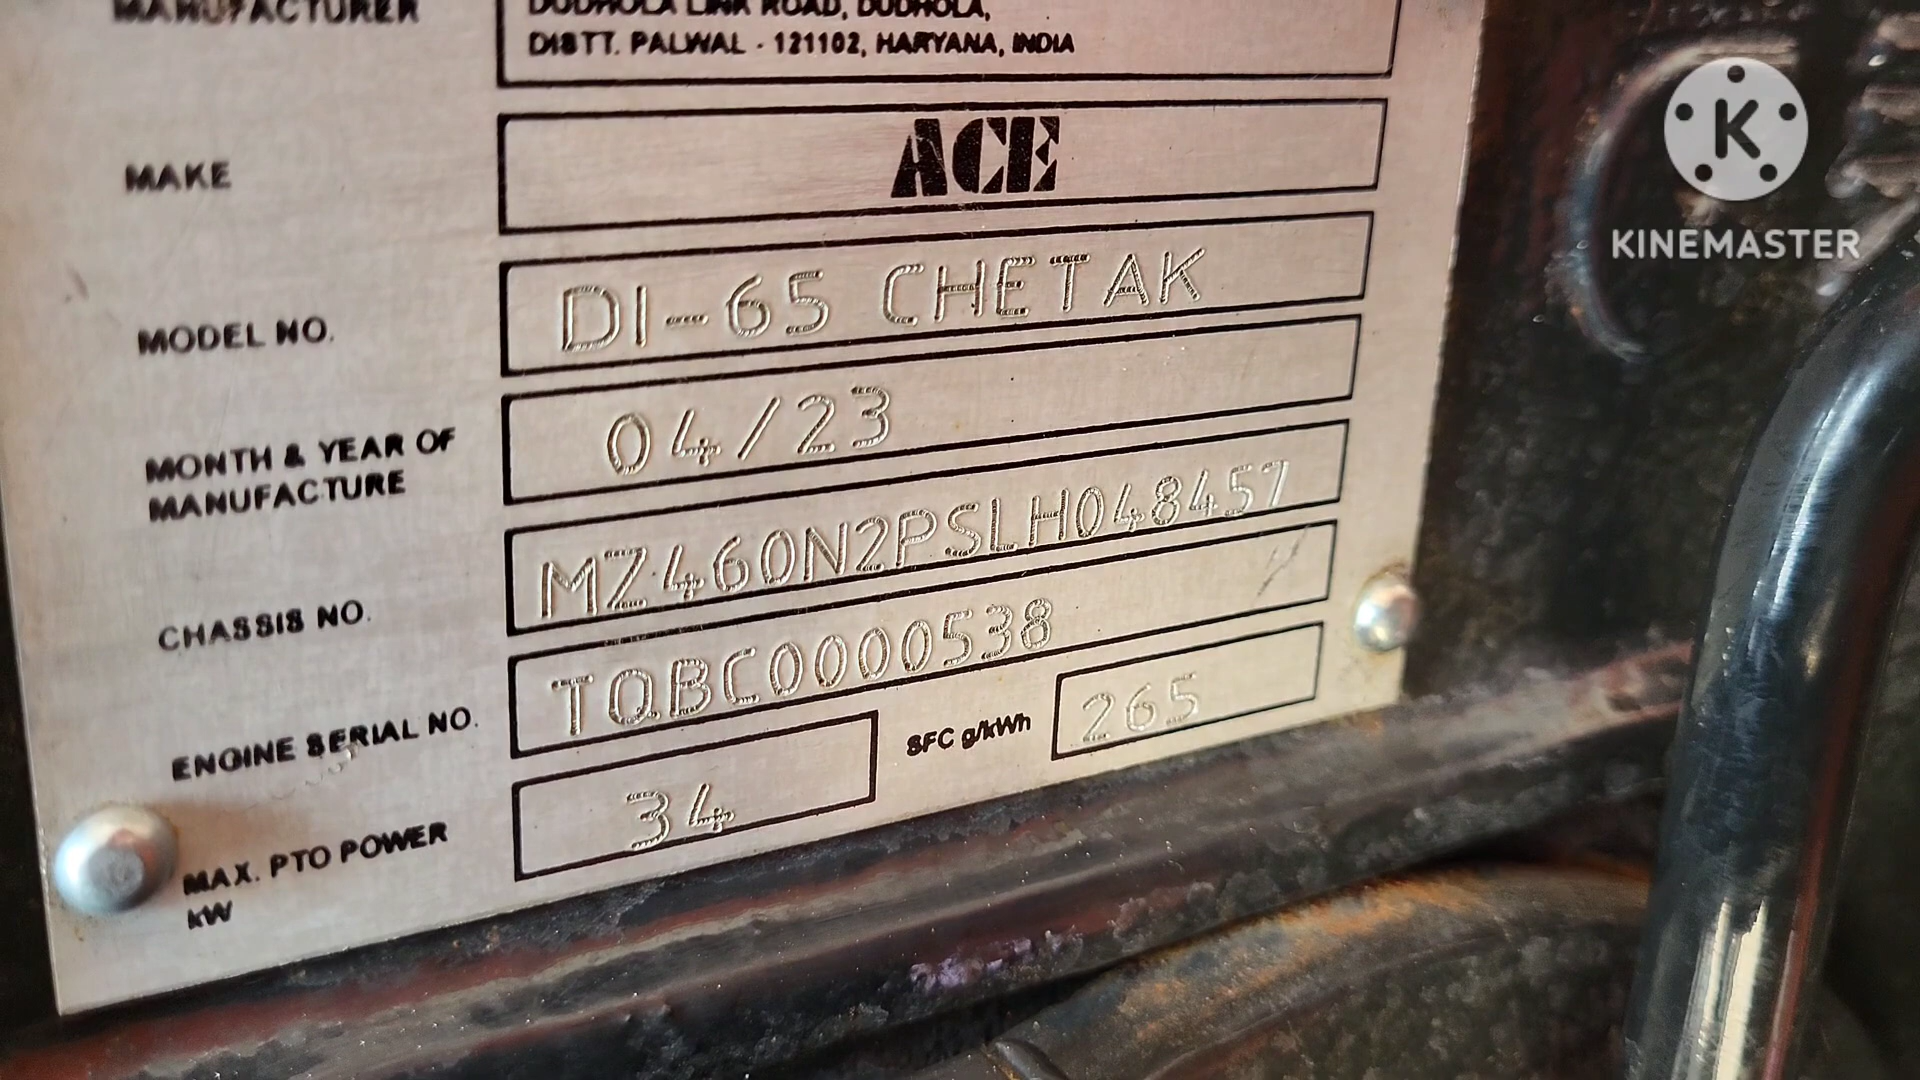 MANUFACTURER
DUDHOLA LINK ROAD, DUDHOLA,
DISTT. PALWAL - 121102, HARYANA, INDIA
MAKE
ACE
MODEL NO.
DI-65 CHETAK
MONTH & YEAR OF
MANUFACTURE
04/23
CHASSIS NO.
MZ460N2PSLH048457
ENGINE SERIAL NO.
TQBC0000538
MAX. PTO POWER
kW
34
SFC g/kWh
265
K
KINEMASTER